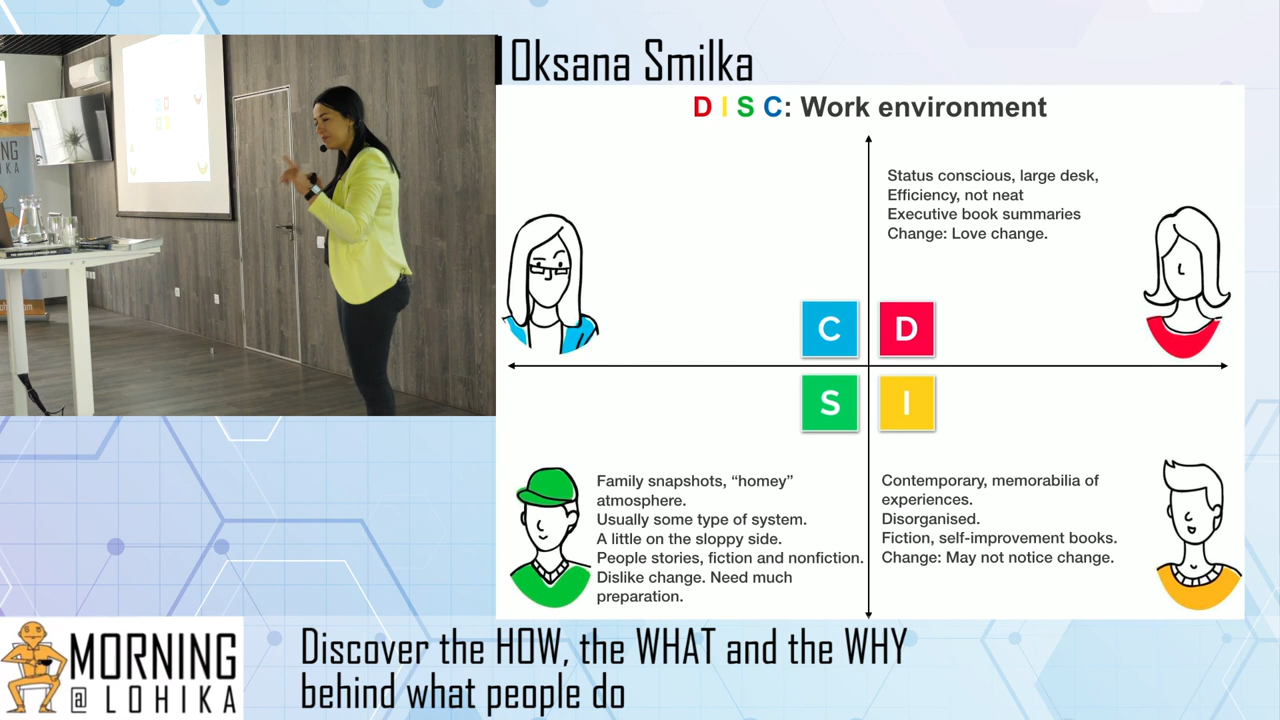 Oksana Smilka
D I S C: Work environment
Status conscious, large desk,
Efficiency, not neat
Executive book summaries
Change: Love change.
C
D
S
I
Family snapshots, “homey”
atmosphere.
Usually some type of system.
A little on the sloppy side.
People stories, fiction and nonfiction.
Dislike change. Need much
preparation.
Contemporary, memorabilia of
experiences.
Disorganised.
Fiction, self-improvement books.
Change: May not notice change.
MORNING
@ LOHIKA
Discover the HOW, the WHAT and the WHY
behind what people do